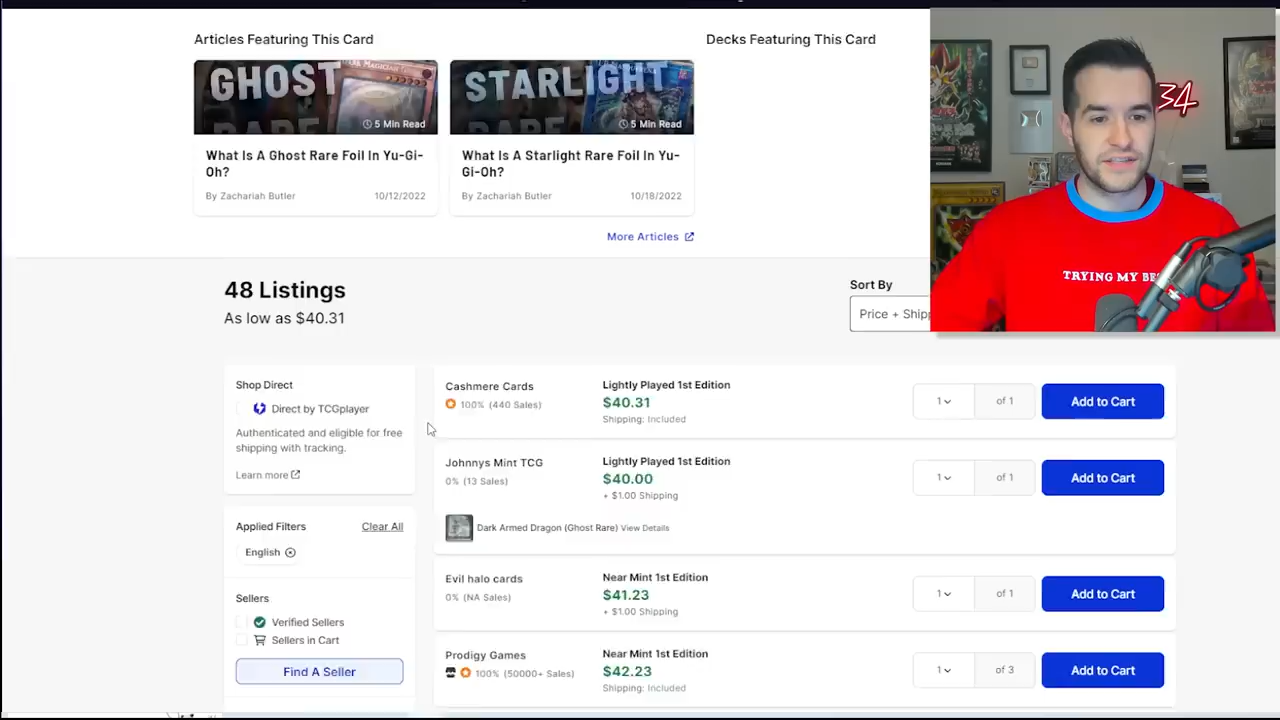 Articles Featuring This Card
Decks Featuring This Card
GHOST
RARE
5 Min Read
What Is A Ghost Rare Foil In Yu-Gi-
Oh?
By Zachariah Butler
10/12/2022
STARLIGHT
RARE
5 Min Read
What Is A Starlight Rare Foil In Yu-
Gi-Oh?
By Zachariah Butler
10/18/2022
More Articles
34
TRYING MY
48 Listings
As low as $40.31
Sort By
Price +
Shop Direct
Direct by TCGplayer
Authenticated and eligible for free
shipping with tracking.
Learn more
Applied Filters
Clear All
English
Sellers
Verified Sellers
Sellers in Cart
Find A Seller
Cashmere Cards
100% (440 Sales)
Lightly Played 1st Edition
$40.31
Shipping: Included
1
of 1
Add to Cart
Johnnys Mint TCG
0% (13 Sales)
Lightly Played 1st Edition
$40.00
+ $1.00 Shipping
1
of 1
Add to Cart
Dark Armed Dragon (Ghost Rare) View Details
Evil halo cards
0% (NA Sales)
Near Mint 1st Edition
$41.23
+ $1.00 Shipping
1
of 1
Add to Cart
Prodigy Games
100% (50000+ Sales)
Near Mint 1st Edition
$42.23
Shipping: Included
1
of 3
Add to Cart